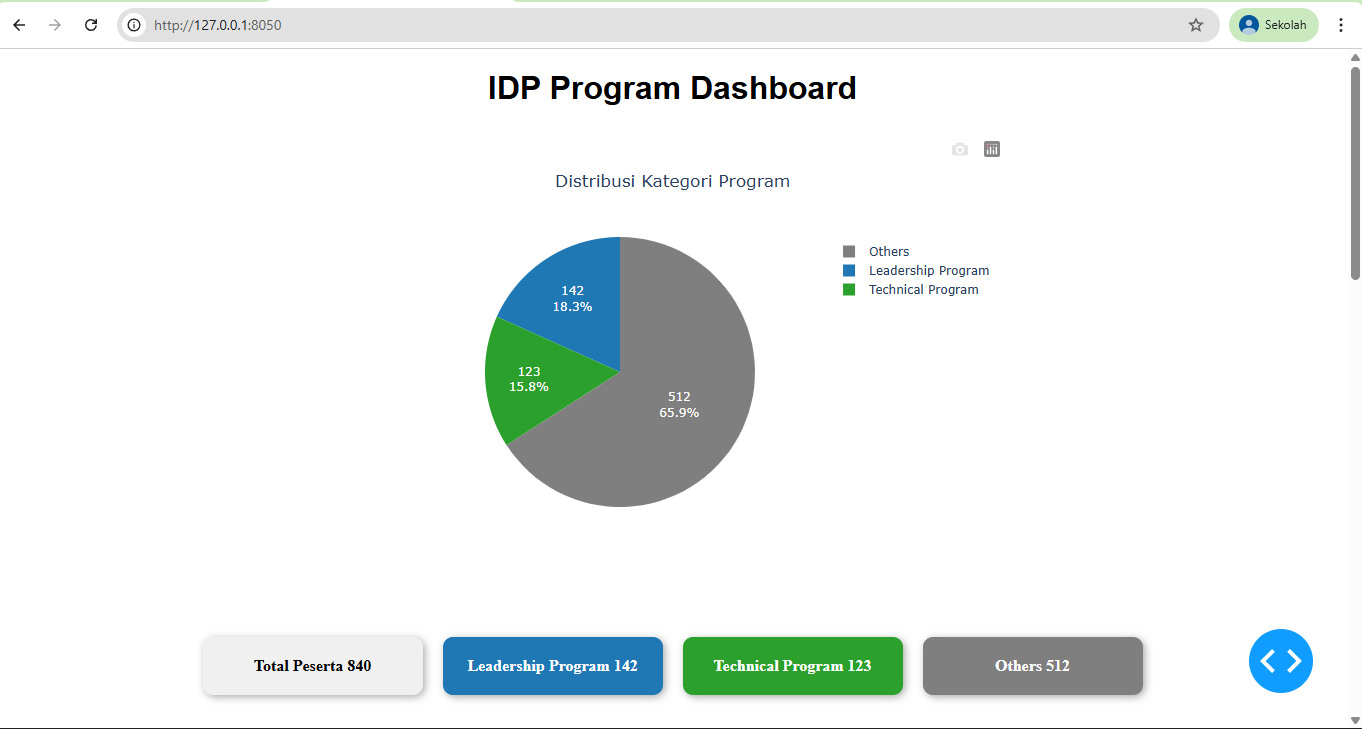 http://127.0.0.1:8050
Sekolah
IDP Program Dashboard
Distribusi Kategori Program
Others
Leadership Program
Technical Program
142
18.3%
123
15.8%
512
65.9%
Total Peserta 840
Leadership Program 142
Technical Program 123
Others 512